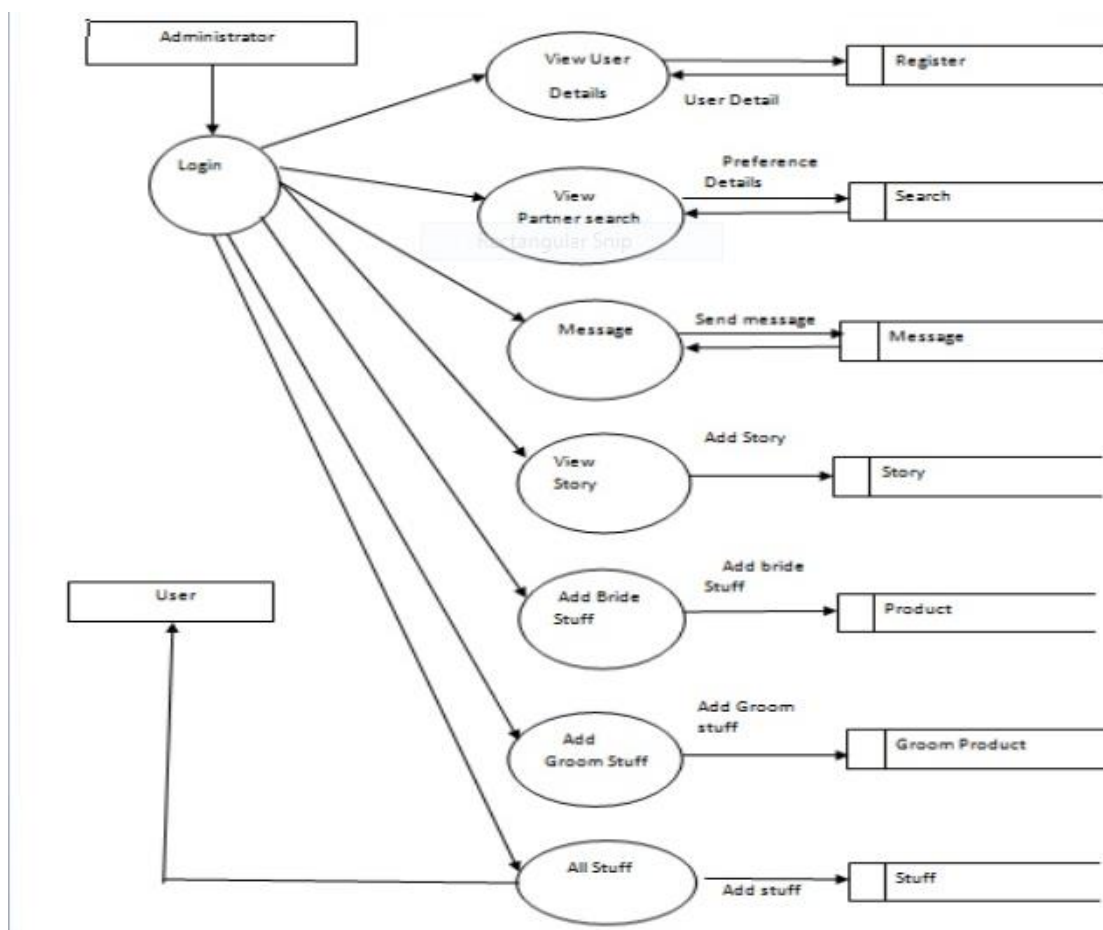 Administrator
View User
Details
Register
User Detail
Login
Preference
Details
View
Partner search
Search
Rectangular Snip
Send message
Message
Message
Add Story
View
Story
Story
Add bride
Stuff
User
Add Bride
Stuff
Product
Add Groom
stuff
Add
Groom Stuff
Groom Product
All Stuff
Add stuff
Stuff